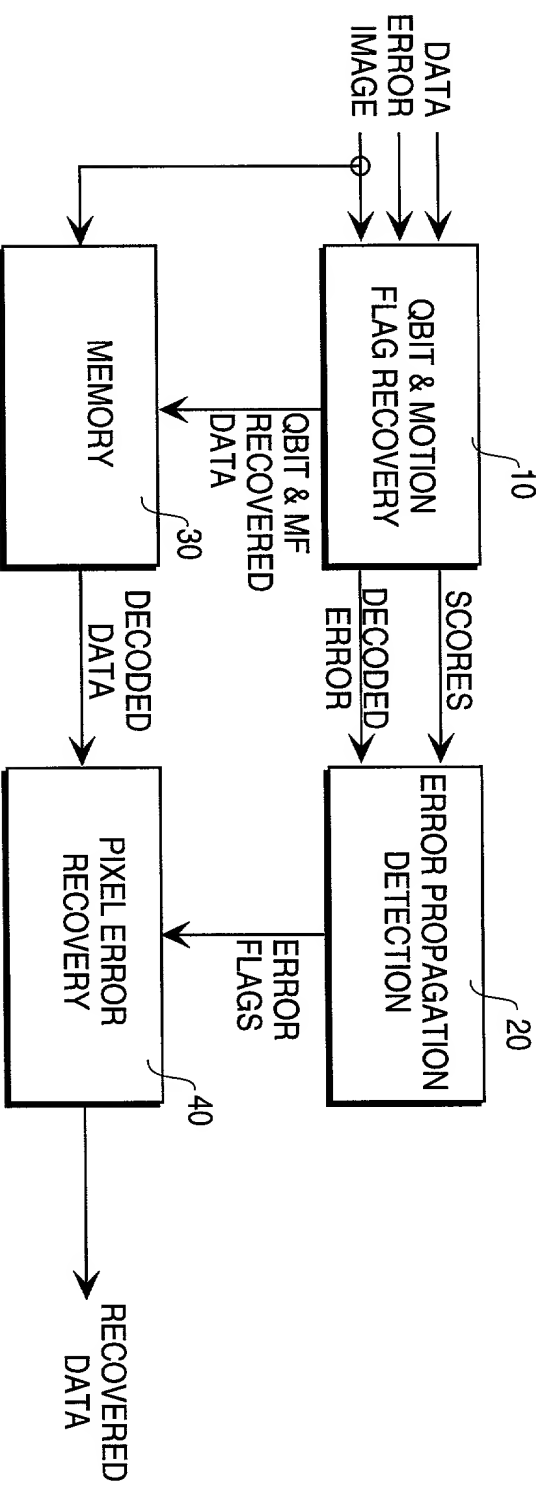 DATA
ERROR
IMAGE
QBIT & MOTION
FLAG RECOVERY
10
SCORES
DECODED
ERROR
ERROR PROPAGATION
DETECTION
20
QBIT & MF
RECOVERED
DATA
ERROR
FLAGS
MEMORY
30
DECODED
DATA
PIXEL ERROR
RECOVERY
40
RECOVERED
DATA